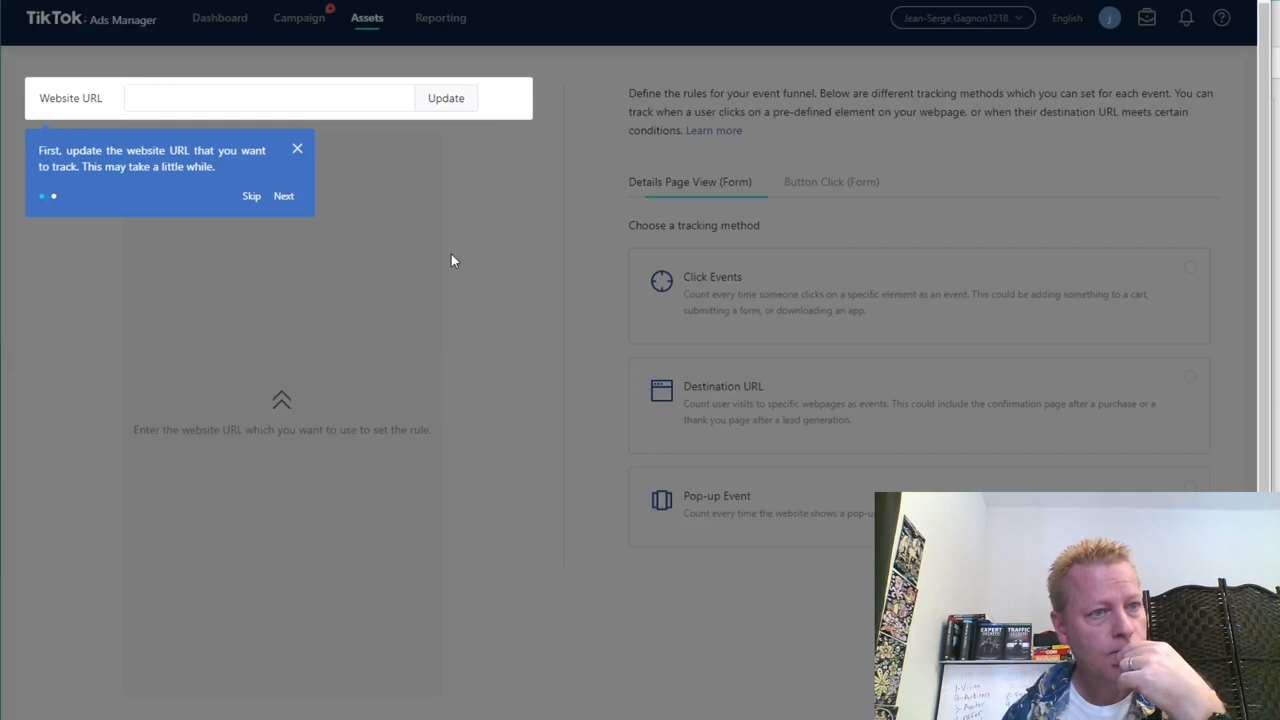 TikTok: Ads Manager
Dashboard
Campaign
Assets
Reporting
Jean-Serge Gagnon1218
English
j
Website URL
Update
First, update the website URL that you want
to track. This may take a little while.
Skip
Next
Enter the website URL which you want to use to set the rule.
Define the rules for your event funnel. Below are different tracking methods which you can set for each event. You can
track when a user clicks on a pre-defined element on your webpage, or when their destination URL meets certain
conditions. Learn more
Details Page View (Form)
Button Click (Form)
Choose a tracking method
Click Events
Count every time someone clicks on a specific element as an event. This could be adding something to a cart,
submitting a form, or downloading an app.
Destination URL
Count user visits to specific webpages as events. This could include the confirmation page after a purchase or a
thank you page after a lead generation.
Pop-up Event
Count every time the website shows a pop-u
EXPERT
SECRETS
TRAFFIC
SECRETS
1-Vision